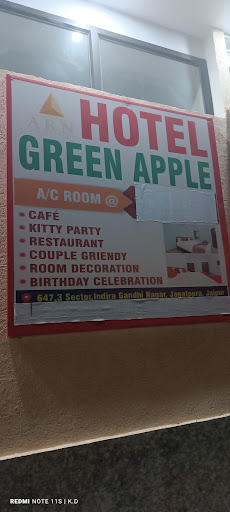 ARN
HOTEL
GREEN APPLE
A/C ROOM @
• CAFÉ
• KITTY PARTY
• RESTAURANT
• COUPLE GRIENDY
• ROOM DECORATION
• BIRTHDAY CELEBRATION
647,3 Sector,Indira Gandhi Nagar, Jagatpura, Jaipur
REDMI NOTE 11S | K.D